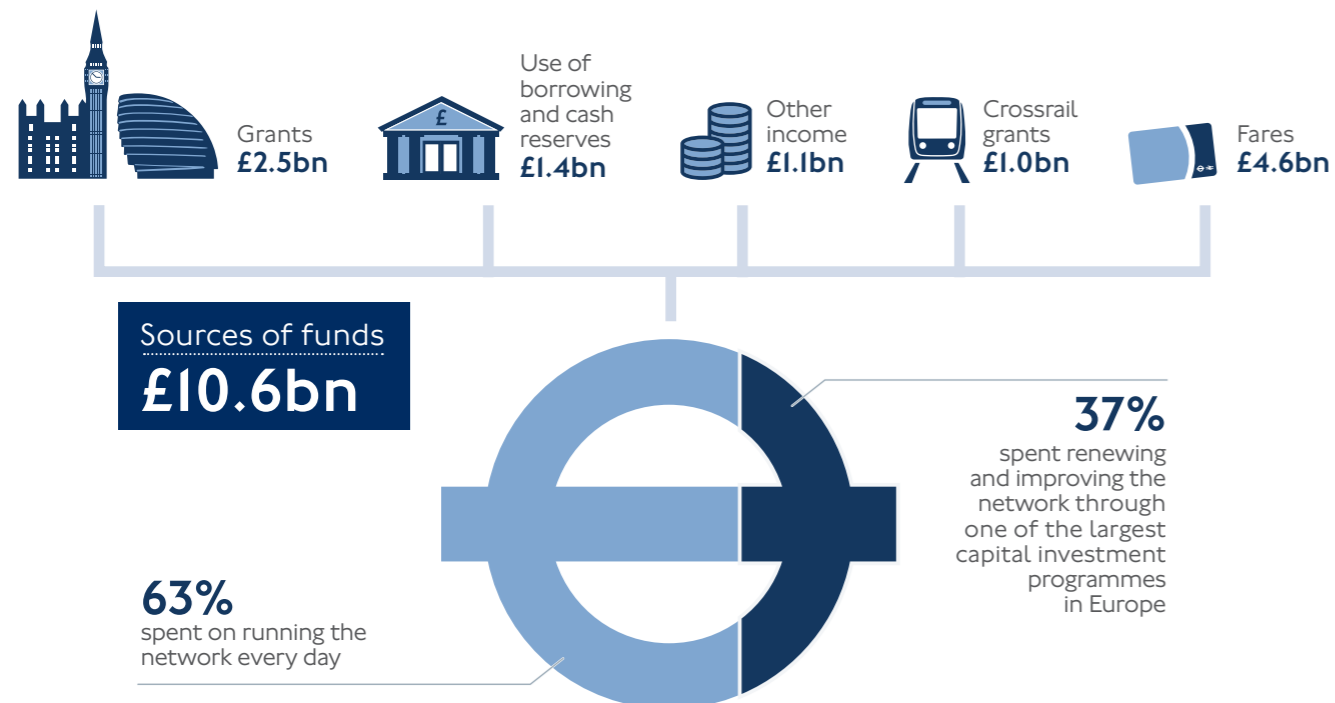 Grants
£2.5bn
Use of
borrowing
and cash
reserves
£1.4bn
Other
income
£1.1bn
Crossrail
grants
£1.0bn
Fares
£4.6bn
£
Sources of funds
£10.6bn
37%
spent renewing
and improving the
network through
one of the largest
capital investment
programmes
in Europe
63%
spent on running the
network every day